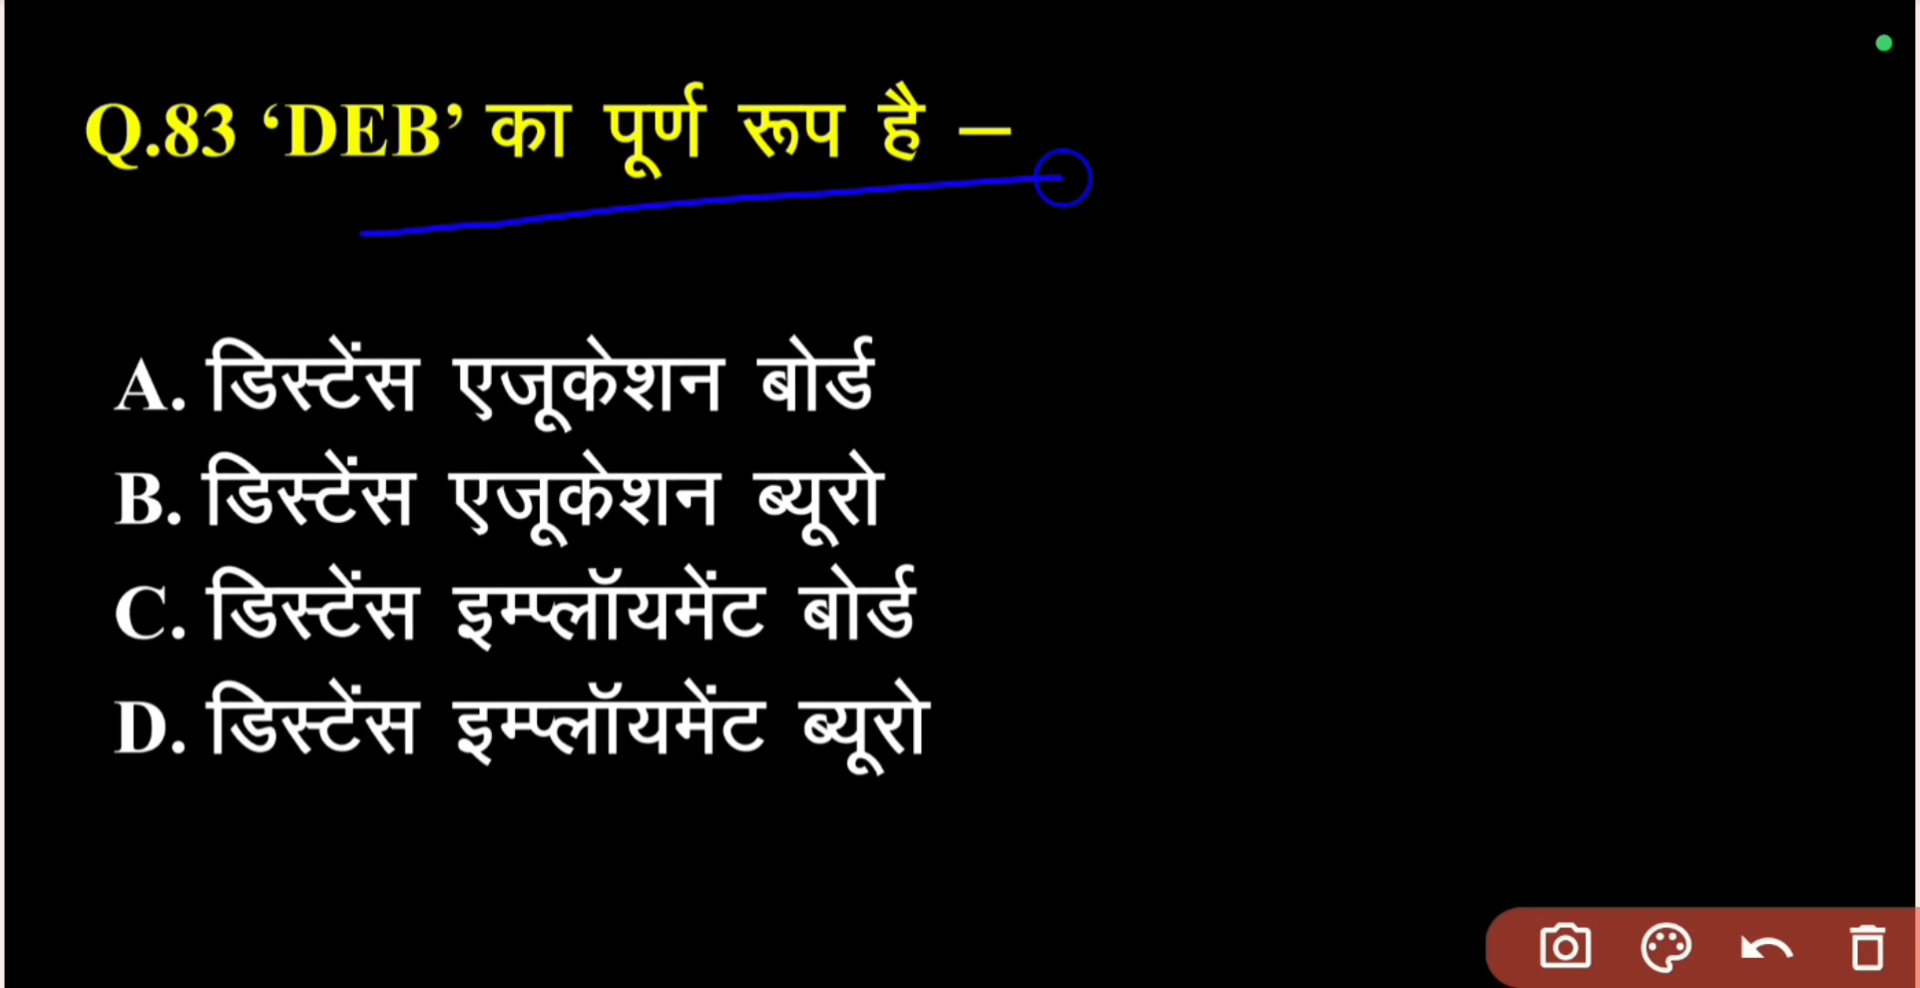 Q.83 ‘DEB’ का पूर्ण रूप है –
A. डिस्टेंस एजूकेशन बोर्ड
B. डिस्टेंस एजूकेशन ब्यूरो
C. डिस्टेंस इम्प्लॉयमेंट बोर्ड
D. डिस्टेंस इम्प्लॉयमेंट ब्यूरो